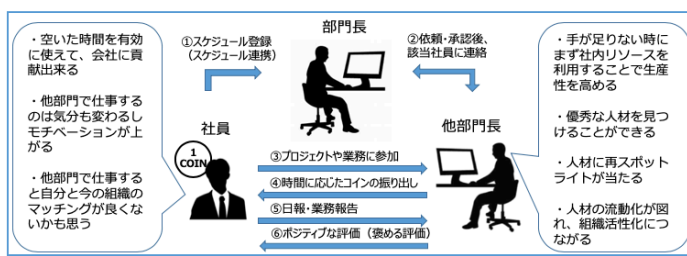 ・空いた時間を有効
に使えて、会社に貢
献出来る
・他部門で仕事する
のは気分も変わるし
モチベーションが上
がる
・他部門で仕事する
と自分と今の組織の
マッチングが良くな
いかも思う
部門長
①スケジュール登録
(スケジュール連携)
②依頼・承認後、
該当社員に連絡
社員
1
COIN
他部門長
③プロジェクトや業務に参加
④時間に応じたコインの振り出し
⑤日報・業務報告
⑥ポジティブな評価（褒める評価）
・手が足りない時に
まず社内リソースを
利用することで生産
性を高める
・優秀な人材を見つ
けることができる
・人材に再スポット
ライトが当たる
・人材の流動化が図
れ、組織活性化につ
ながる